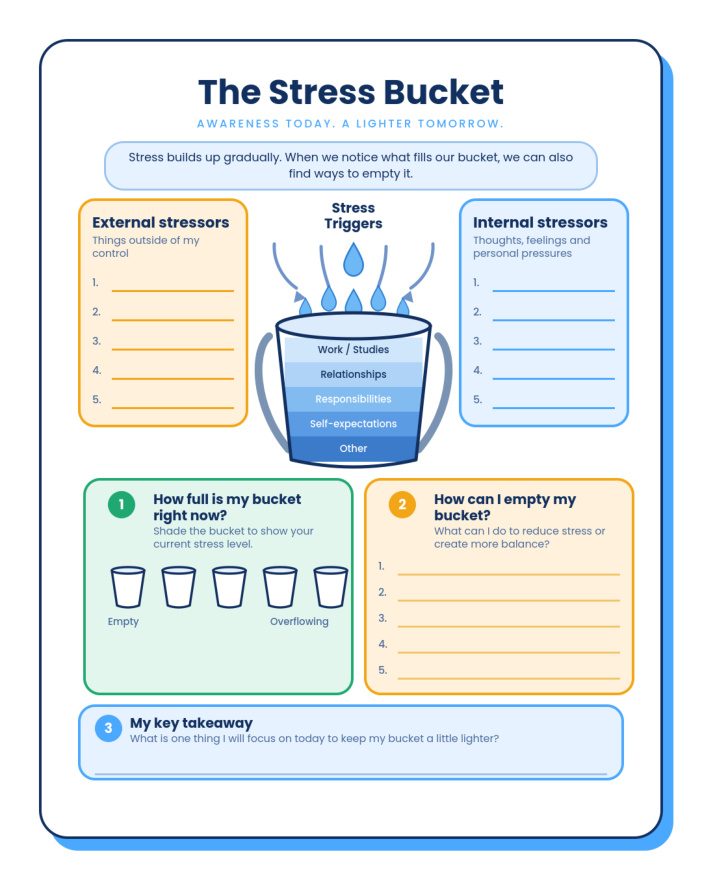 The Stress Bucket
AWARENESS TODAY. A LIGHTER TOMORROW.
Stress builds up gradually. When we notice what fills our bucket, we can also
find ways to empty it.
External stressors
Things outside of my
control
1.
2.
3.
4.
5.
Stress
Triggers
Work / Studies
Relationships
Responsibilities
Self-expectations
Other
Internal stressors
Thoughts, feelings and
personal pressures
1.
2.
3.
4.
5.
1
How full is my bucket
right now?
Shade the bucket to show your
current stress level.
Empty
Overflowing
2
How can I empty my
bucket?
What can I do to reduce stress or
create more balance?
1.
2.
3.
4.
5.
3
My key takeaway
What is one thing I will focus on today to keep my bucket a little lighter?